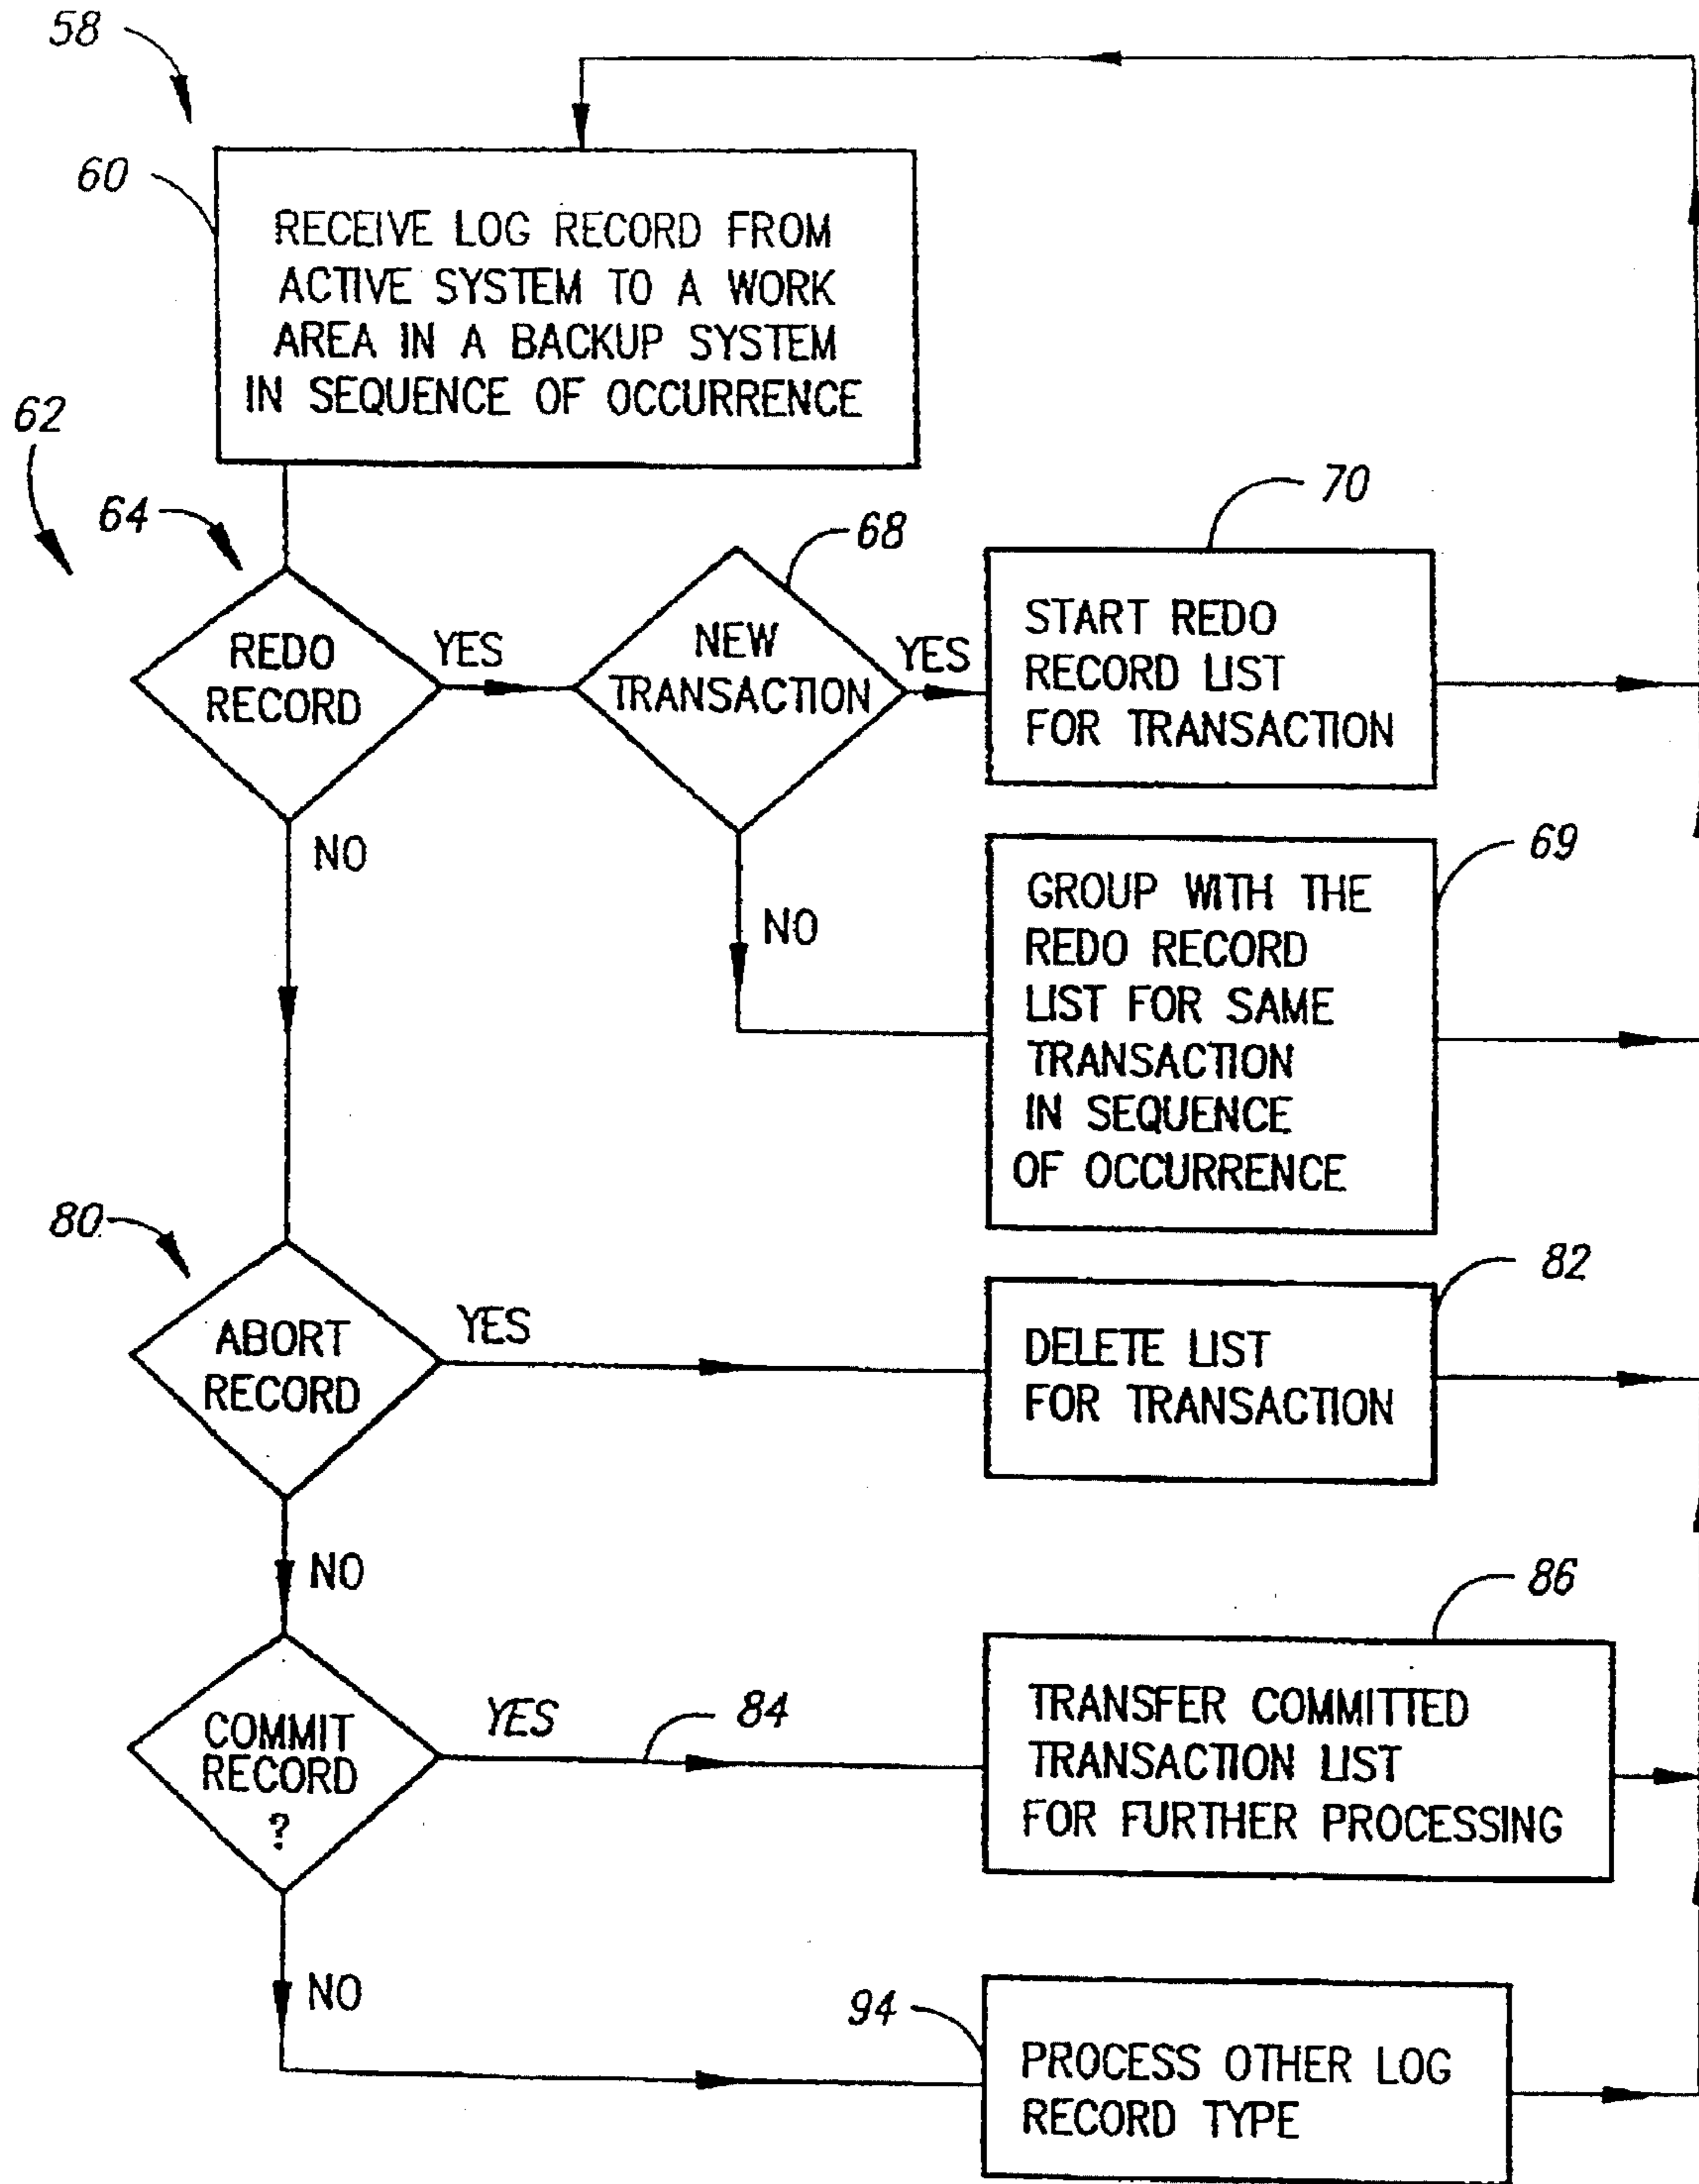 58
60
RECEIVE LOG RECORD FROM
ACTIVE SYSTEM TO A WORK
AREA IN A BACKUP SYSTEM
IN SEQUENCE OF OCCURRENCE
62
64
REDO
RECORD
YES
NO
68
NEW
TRANSACTION
YES
NO
70
START REDO
RECORD LIST
FOR TRANSACTION
69
GROUP WITH THE
REDO RECORD
LIST FOR SAME
TRANSACTION
IN SEQUENCE
OF OCCURRENCE
80
ABORT
RECORD
YES
NO
82
DELETE LIST
FOR TRANSACTION
COMMIT
RECORD
?
YES
84
NO
86
TRANSFER COMMITTED
TRANSACTION LIST
FOR FURTHER PROCESSING
94
PROCESS OTHER LOG
RECORD TYPE